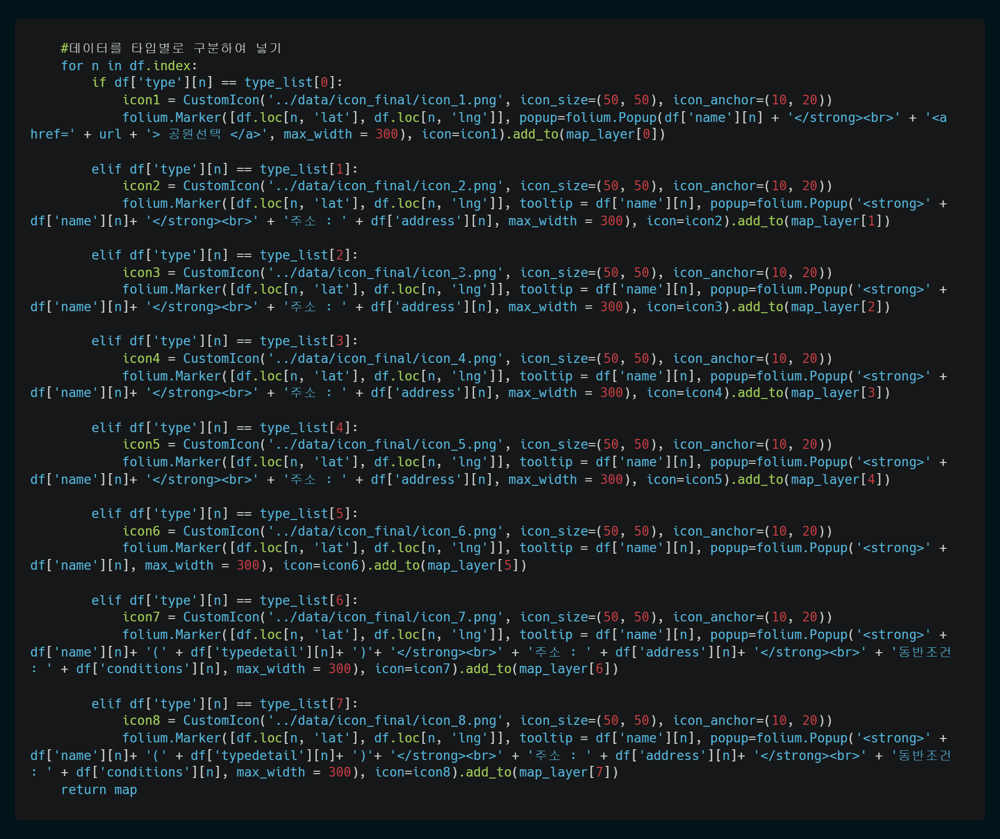 #데이터를 타입별로 구분하여 넣기
for n in df.index:
if df['type'][n] == type_list[0]:
icon1 = CustomIcon('../data/icon_final/icon_1.png', icon_size=(50, 50), icon_anchor=(10, 20))
folium.Marker([df.loc[n, 'lat'], df.loc[n, 'lng']], popup=folium.Popup(df['name'][n] + '</strong><br>' + '<a
href=' + url + '> 공원선택 </a>', max_width = 300), icon=icon1).add_to(map_layer[0])
elif df['type'][n] == type_list[1]:
icon2 = CustomIcon('../data/icon_final/icon_2.png', icon_size=(50, 50), icon_anchor=(10, 20))
folium.Marker([df.loc[n, 'lat'], df.loc[n, 'lng']], tooltip = df['name'][n], popup=folium.Popup('<strong>' +
df['name'][n]+ '</strong><br>' + '주소 : ' + df['address'][n], max_width = 300), icon=icon2).add_to(map_layer[1])
elif df['type'][n] == type_list[2]:
icon3 = CustomIcon('../data/icon_final/icon_3.png', icon_size=(50, 50), icon_anchor=(10, 20))
folium.Marker([df.loc[n, 'lat'], df.loc[n, 'lng']], tooltip = df['name'][n], popup=folium.Popup('<strong>' +
df['name'][n]+ '</strong><br>' + '주소 : ' + df['address'][n], max_width = 300), icon=icon3).add_to(map_layer[2])
elif df['type'][n] == type_list[3]:
icon4 = CustomIcon('../data/icon_final/icon_4.png', icon_size=(50, 50), icon_anchor=(10, 20))
folium.Marker([df.loc[n, 'lat'], df.loc[n, 'lng']], tooltip = df['name'][n], popup=folium.Popup('<strong>' +
df['name'][n]+ '</strong><br>' + '주소 : ' + df['address'][n], max_width = 300), icon=icon4).add_to(map_layer[3])
elif df['type'][n] == type_list[4]:
icon5 = CustomIcon('../data/icon_final/icon_5.png', icon_size=(50, 50), icon_anchor=(10, 20))
folium.Marker([df.loc[n, 'lat'], df.loc[n, 'lng']], tooltip = df['name'][n], popup=folium.Popup('<strong>' +
df['name'][n]+ '</strong><br>' + '주소 : ' + df['address'][n], max_width = 300), icon=icon5).add_to(map_layer[4])
elif df['type'][n] == type_list[5]:
icon6 = CustomIcon('../data/icon_final/icon_6.png', icon_size=(50, 50), icon_anchor=(10, 20))
folium.Marker([df.loc[n, 'lat'], df.loc[n, 'lng']], tooltip = df['name'][n], popup=folium.Popup('<strong>' +
df['name'][n], max_width = 300), icon=icon6).add_to(map_layer[5])
elif df['type'][n] == type_list[6]:
icon7 = CustomIcon('../data/icon_final/icon_7.png', icon_size=(50, 50), icon_anchor=(10, 20))
folium.Marker([df.loc[n, 'lat'], df.loc[n, 'lng']], tooltip = df['name'][n], popup=folium.Popup('<strong>' +
df['name'][n]+ '(' + df['typedetail'][n]+ ')'+ '</strong><br>' + '주소 : ' + df['address'][n]+ '</strong><br>' + '동반조건
: ' + df['conditions'][n], max_width = 300), icon=icon7).add_to(map_layer[6])
elif df['type'][n] == type_list[7]:
icon8 = CustomIcon('../data/icon_final/icon_8.png', icon_size=(50, 50), icon_anchor=(10, 20))
folium.Marker([df.loc[n, 'lat'], df.loc[n, 'lng']], tooltip = df['name'][n], popup=folium.Popup('<strong>' +
df['name'][n]+ '(' + df['typedetail'][n]+ ')'+ '</strong><br>' + '주소 : ' + df['address'][n]+ '</strong><br>' + '동반조건
: ' + df['conditions'][n], max_width = 300), icon=icon8).add_to(map_layer[7])
return map